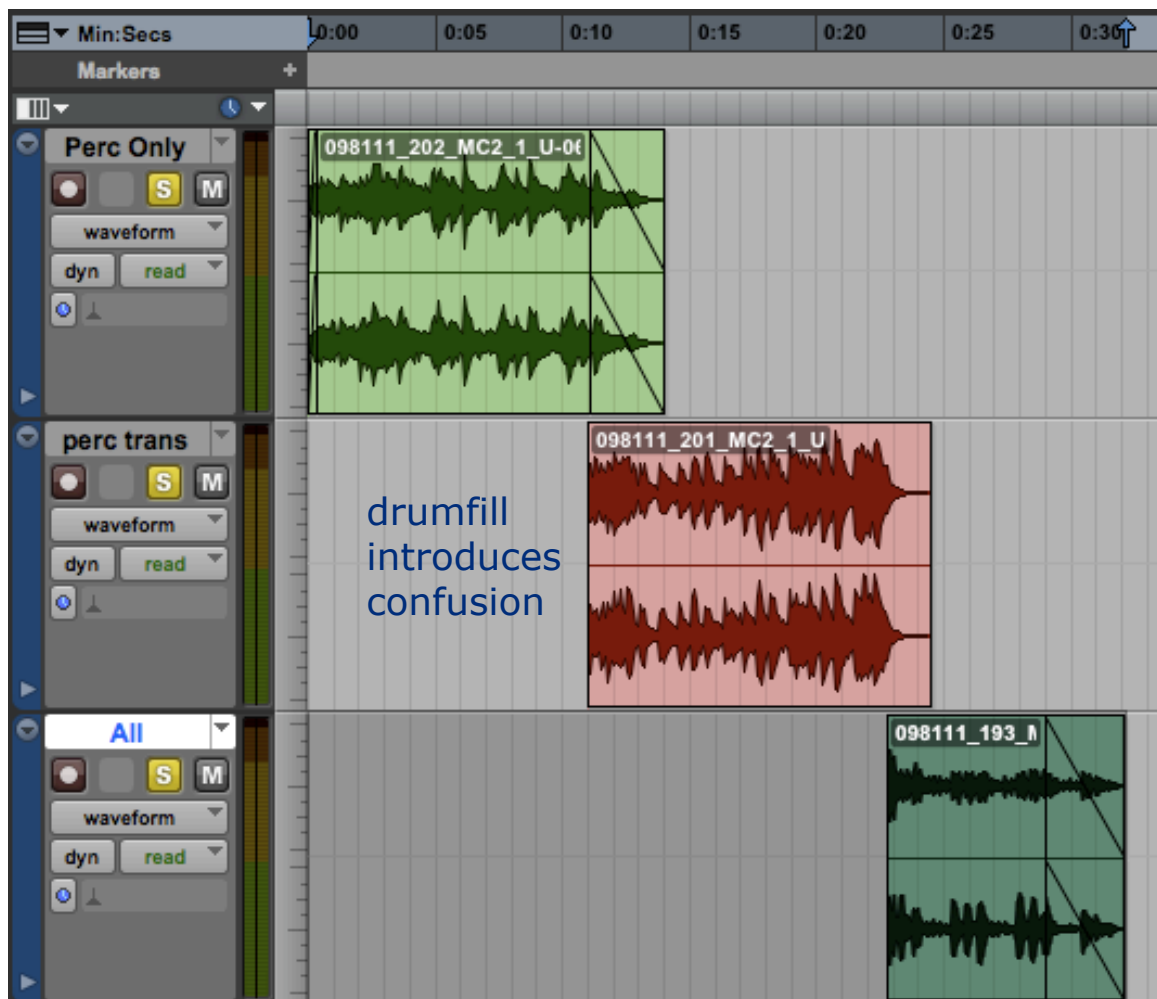 Min:Secs
0:00 0:05 0:10 0:15 0:20 0:25 0:30
Markers +
Perc Only
098111_202_MC2_1_U-06
S M
waveform
dyn read
perc trans
098111_201_MC2_1_U
S M
waveform
dyn read
drumfill
introduces
confusion
All
098111_193_M
S M
waveform
dyn read